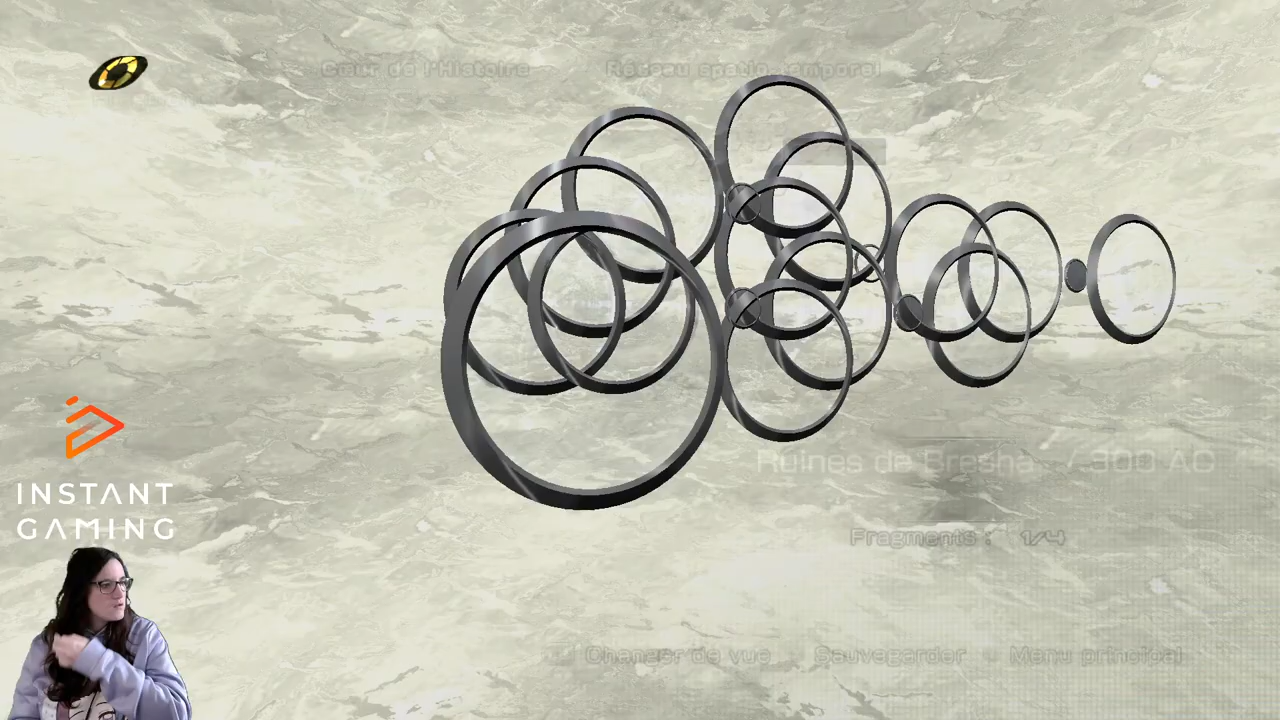 Cœur de l'Histoire
Réseau spatio-temporel
INSTANT
GAMING
Ruines de Bresha / 300 AC
Fragments : 1/4
Changer de vue
Sauvegarder
Menu principal